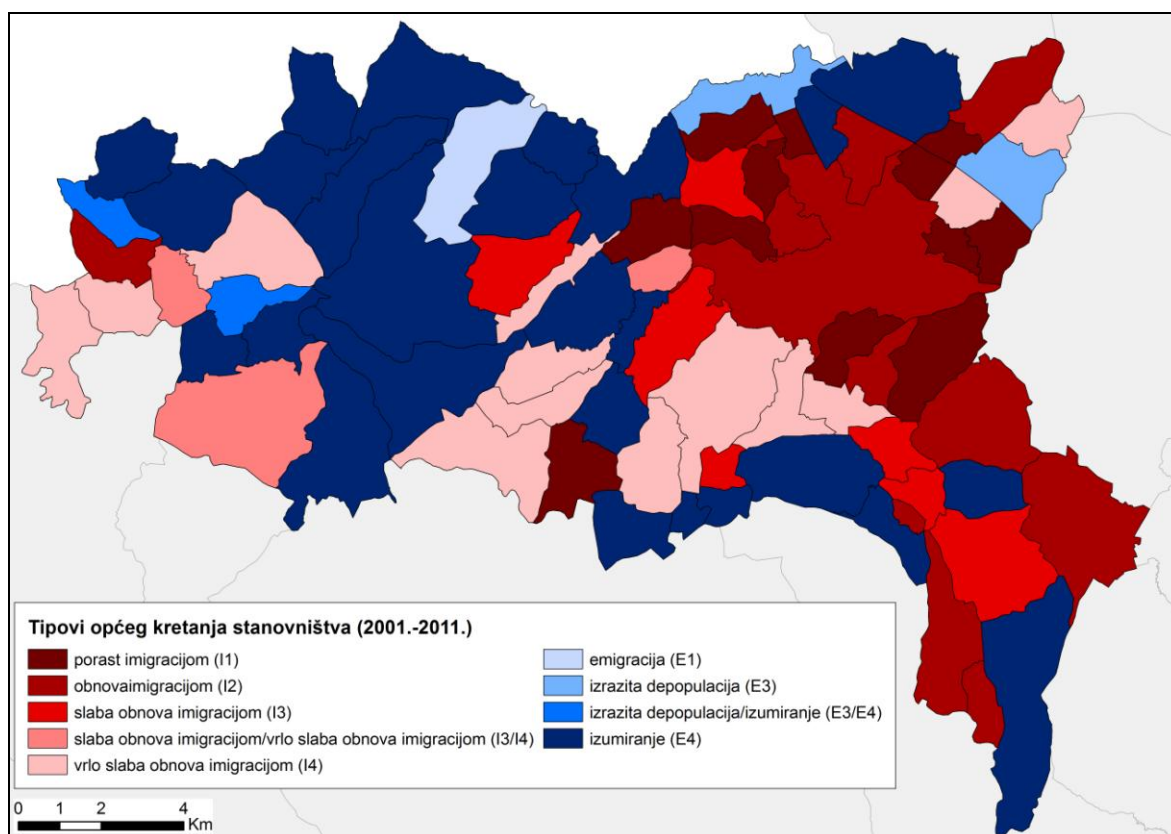 Tipovi općeg kretanja stanovništva (2001.-2011.)
porast imigracijom (I1)
obnovaimigracijom (I2)
slaba obnova imigracijom (I3)
slaba obnova imigracijom/vrlo slaba obnova imigracijom (I3/I4)
vrlo slaba obnova imigracijom (I4)
emigracija (E1)
izrazita depopulacija (E3)
izrazita depopulacija/izumiranje (E3/E4)
izumiranje (E4)
0 1 2 4
Km